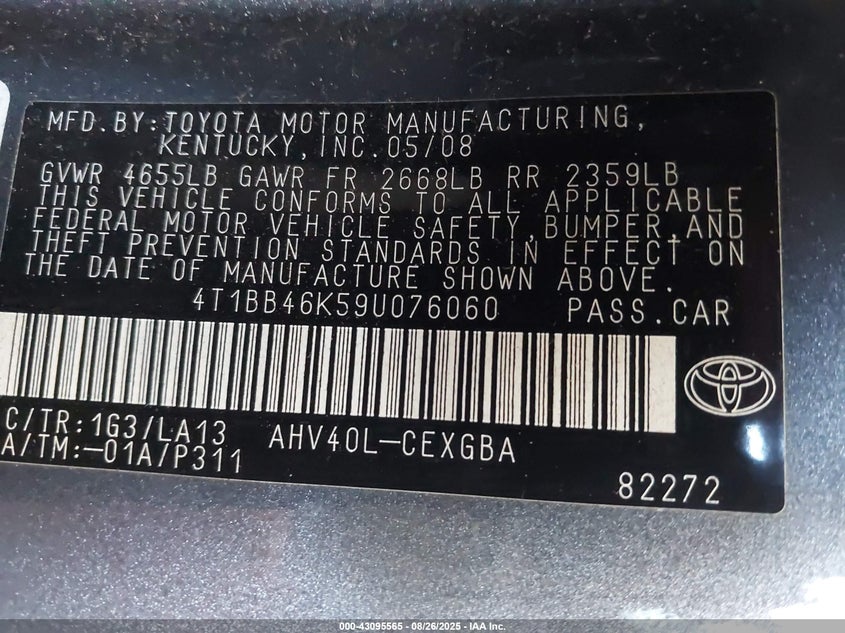 MFD.BY:TOYOTA MOTOR MANUFACTURING,
KENTUCKY,INC.05/08
GVWR 4655LB GAWR FR 2668LB RR 2359LB
THIS VEHICLE CONFORMS TO ALL APPLICABLE
FEDERAL MOTOR VEHICLE SAFETY,BUMPER,AND
THEFT PREVENTION STANDARDS IN EFFECT ON
THE DATE OF MANUFACTURE SHOWN ABOVE.
4T1BB46K59U076060 PASS.CAR
C/TR:1G3/LA13 AHV40L-CEXGBA
A/TM:-01A/P311
82272
000-43095565 - 08/26/2025 - IAA Inc.